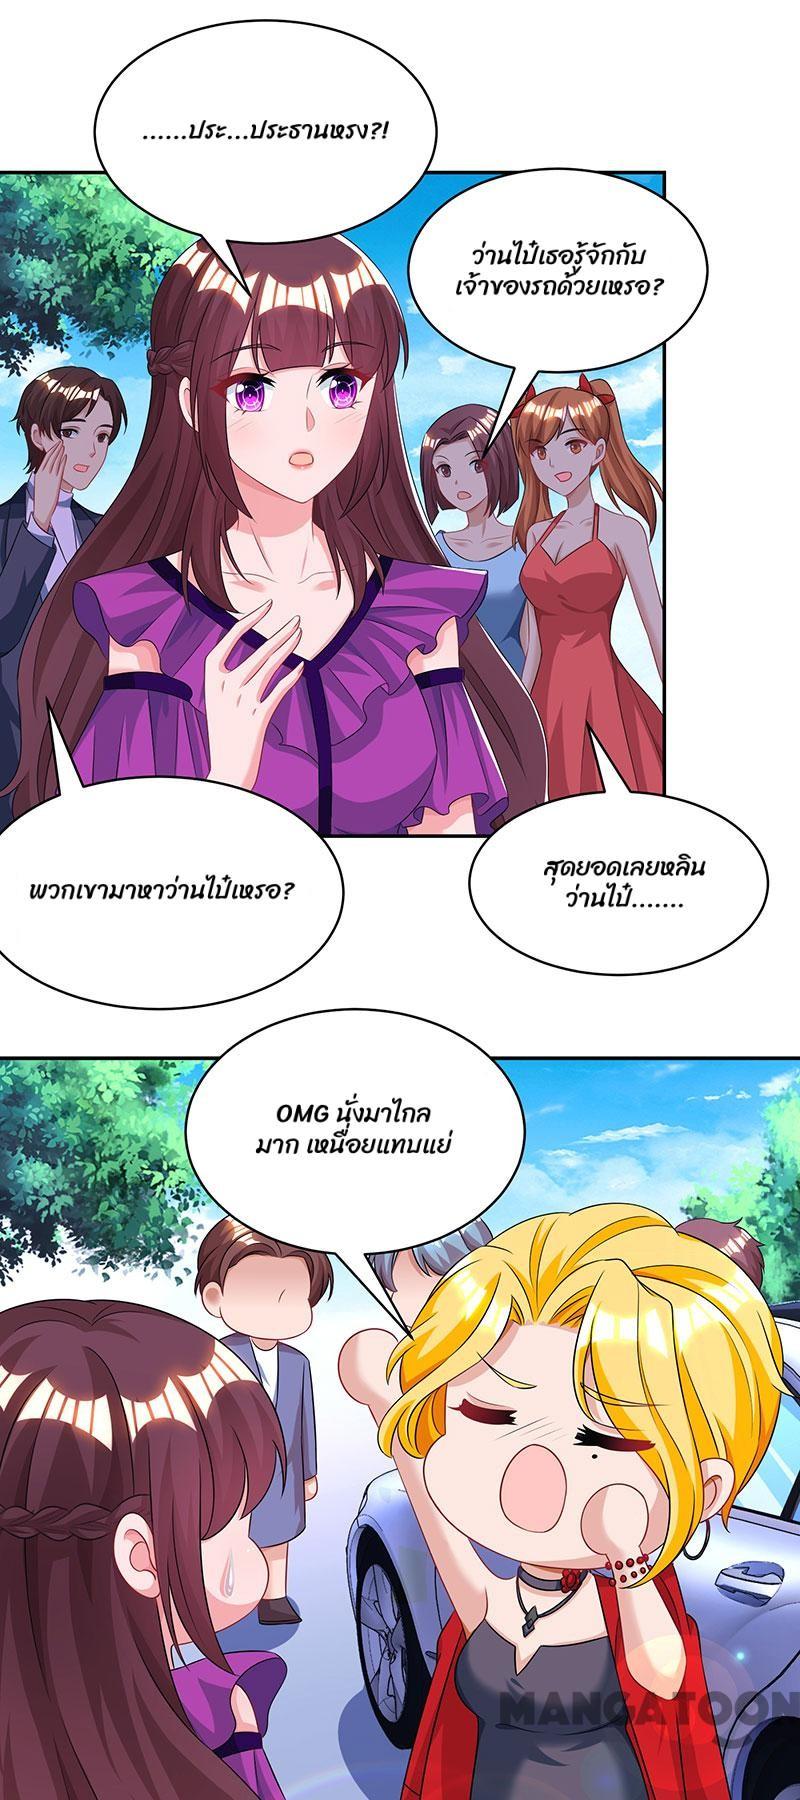 ......ประ...ประธานหรง?!
ว่านไป๋เธอรู้จักกับ
เจ้าของรถด้วยเหรอ?
พวกเขามาหาว่านไป๋เหรอ?
สุดยอดเลยหลิน
ว่านไป๋.......
OMG นั่งมาไกล
มาก เหนื่อยแทบแย่
MANGATOON